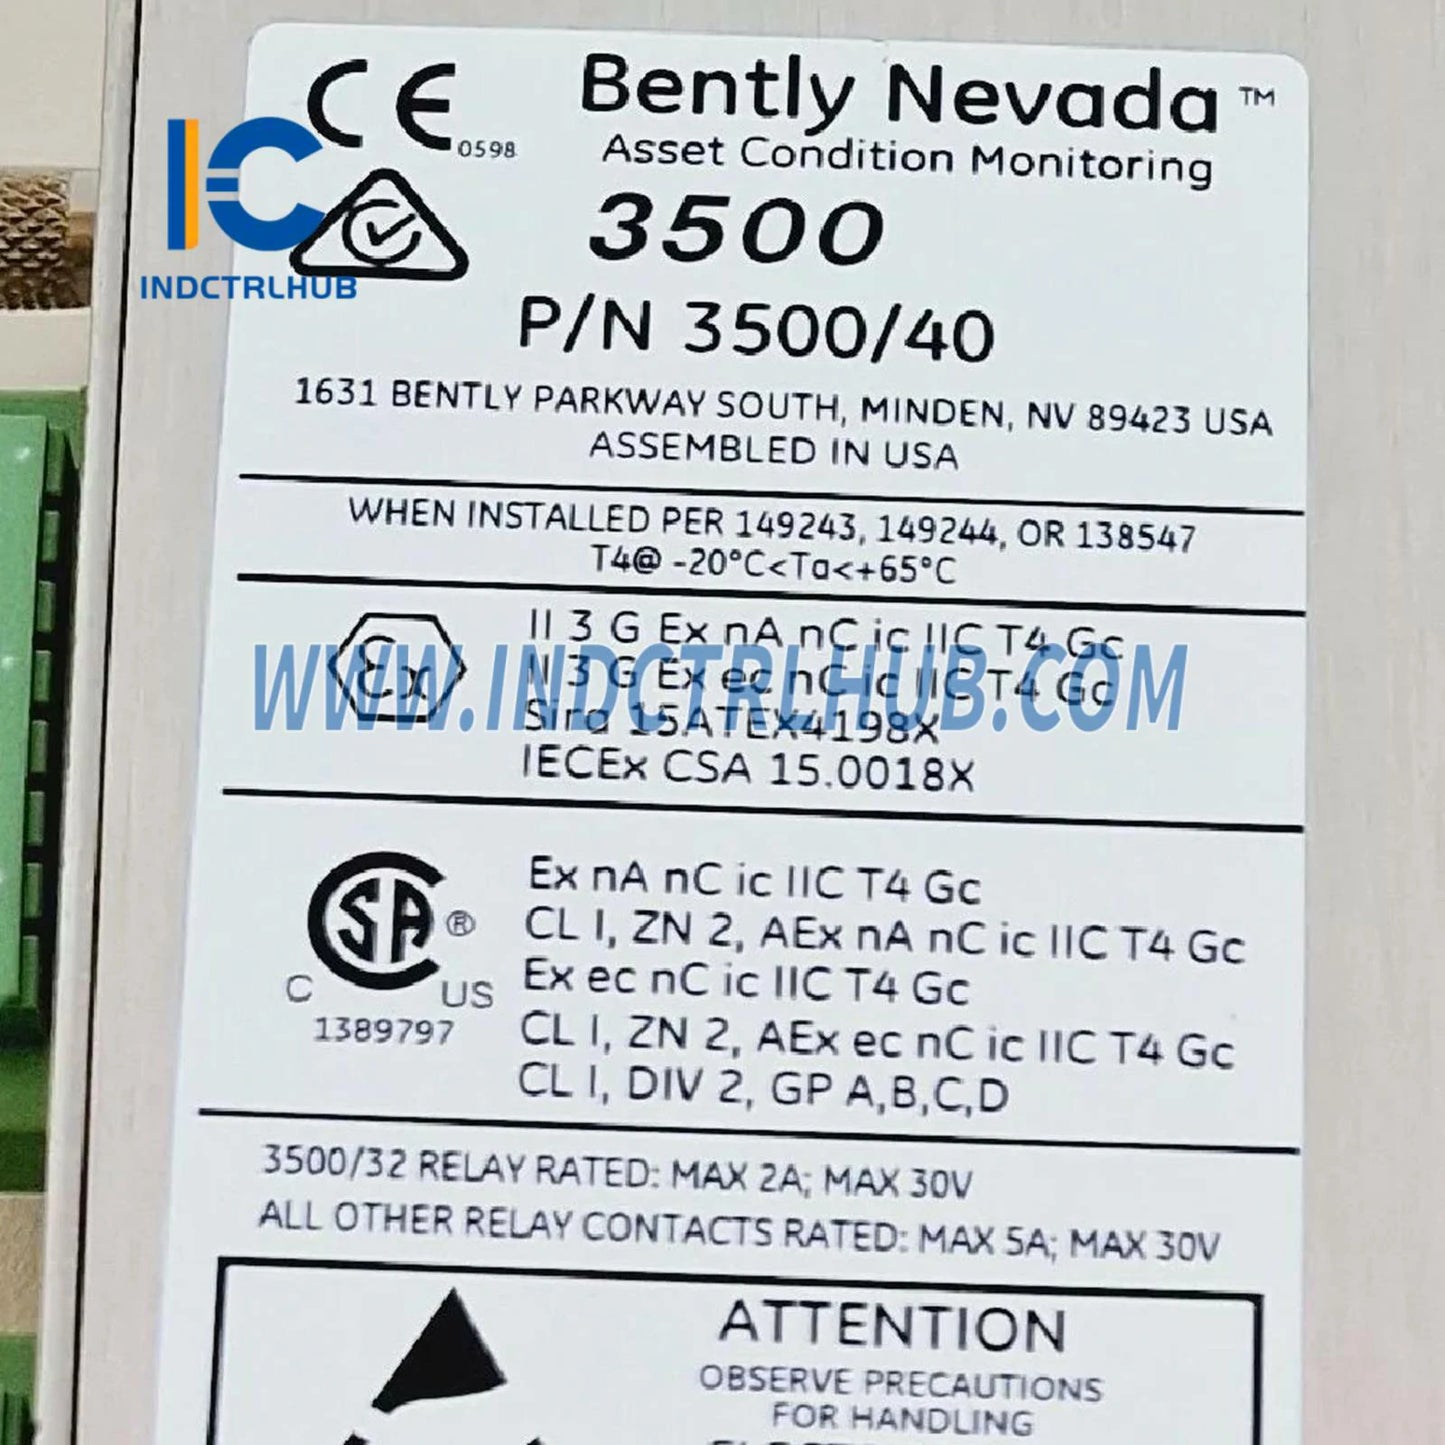 CE 0598
Bently Nevada™
Asset Condition Monitoring
3500
INDCTRLHUB
P/N 3500/40
1631 BENTLY PARKWAY SOUTH, MINDEN, NV 89423 USA
ASSEMBLED IN USA
WHEN INSTALLED PER 149243, 149244, OR 138547
T4@ -20°C<Ta<+65°C
Ex
II 3 G Ex nA nC ic IIC T4 Gc
II 3 G Ex ec nC ic IIC T4 Gc
WWW.INDCTRLHUB.COM
Sira 15ATEX4198X
IECEx CSA 15.0018X
Ex nA nC ic IIC T4 Gc
CL I, ZN 2, AEx nA nC ic IIC T4 Gc
SA®
Ex ec nC ic IIC T4 Gc
C US
1389797
CL I, ZN 2, AEx ec nC ic IIC T4 Gc
CL I, DIV 2, GP A,B,C,D
3500/32 RELAY RATED: MAX 2A; MAX 30V
ALL OTHER RELAY CONTACTS RATED: MAX 5A; MAX 30V
ATTENTION
OBSERVE PRECAUTIONS
FOR HANDLING